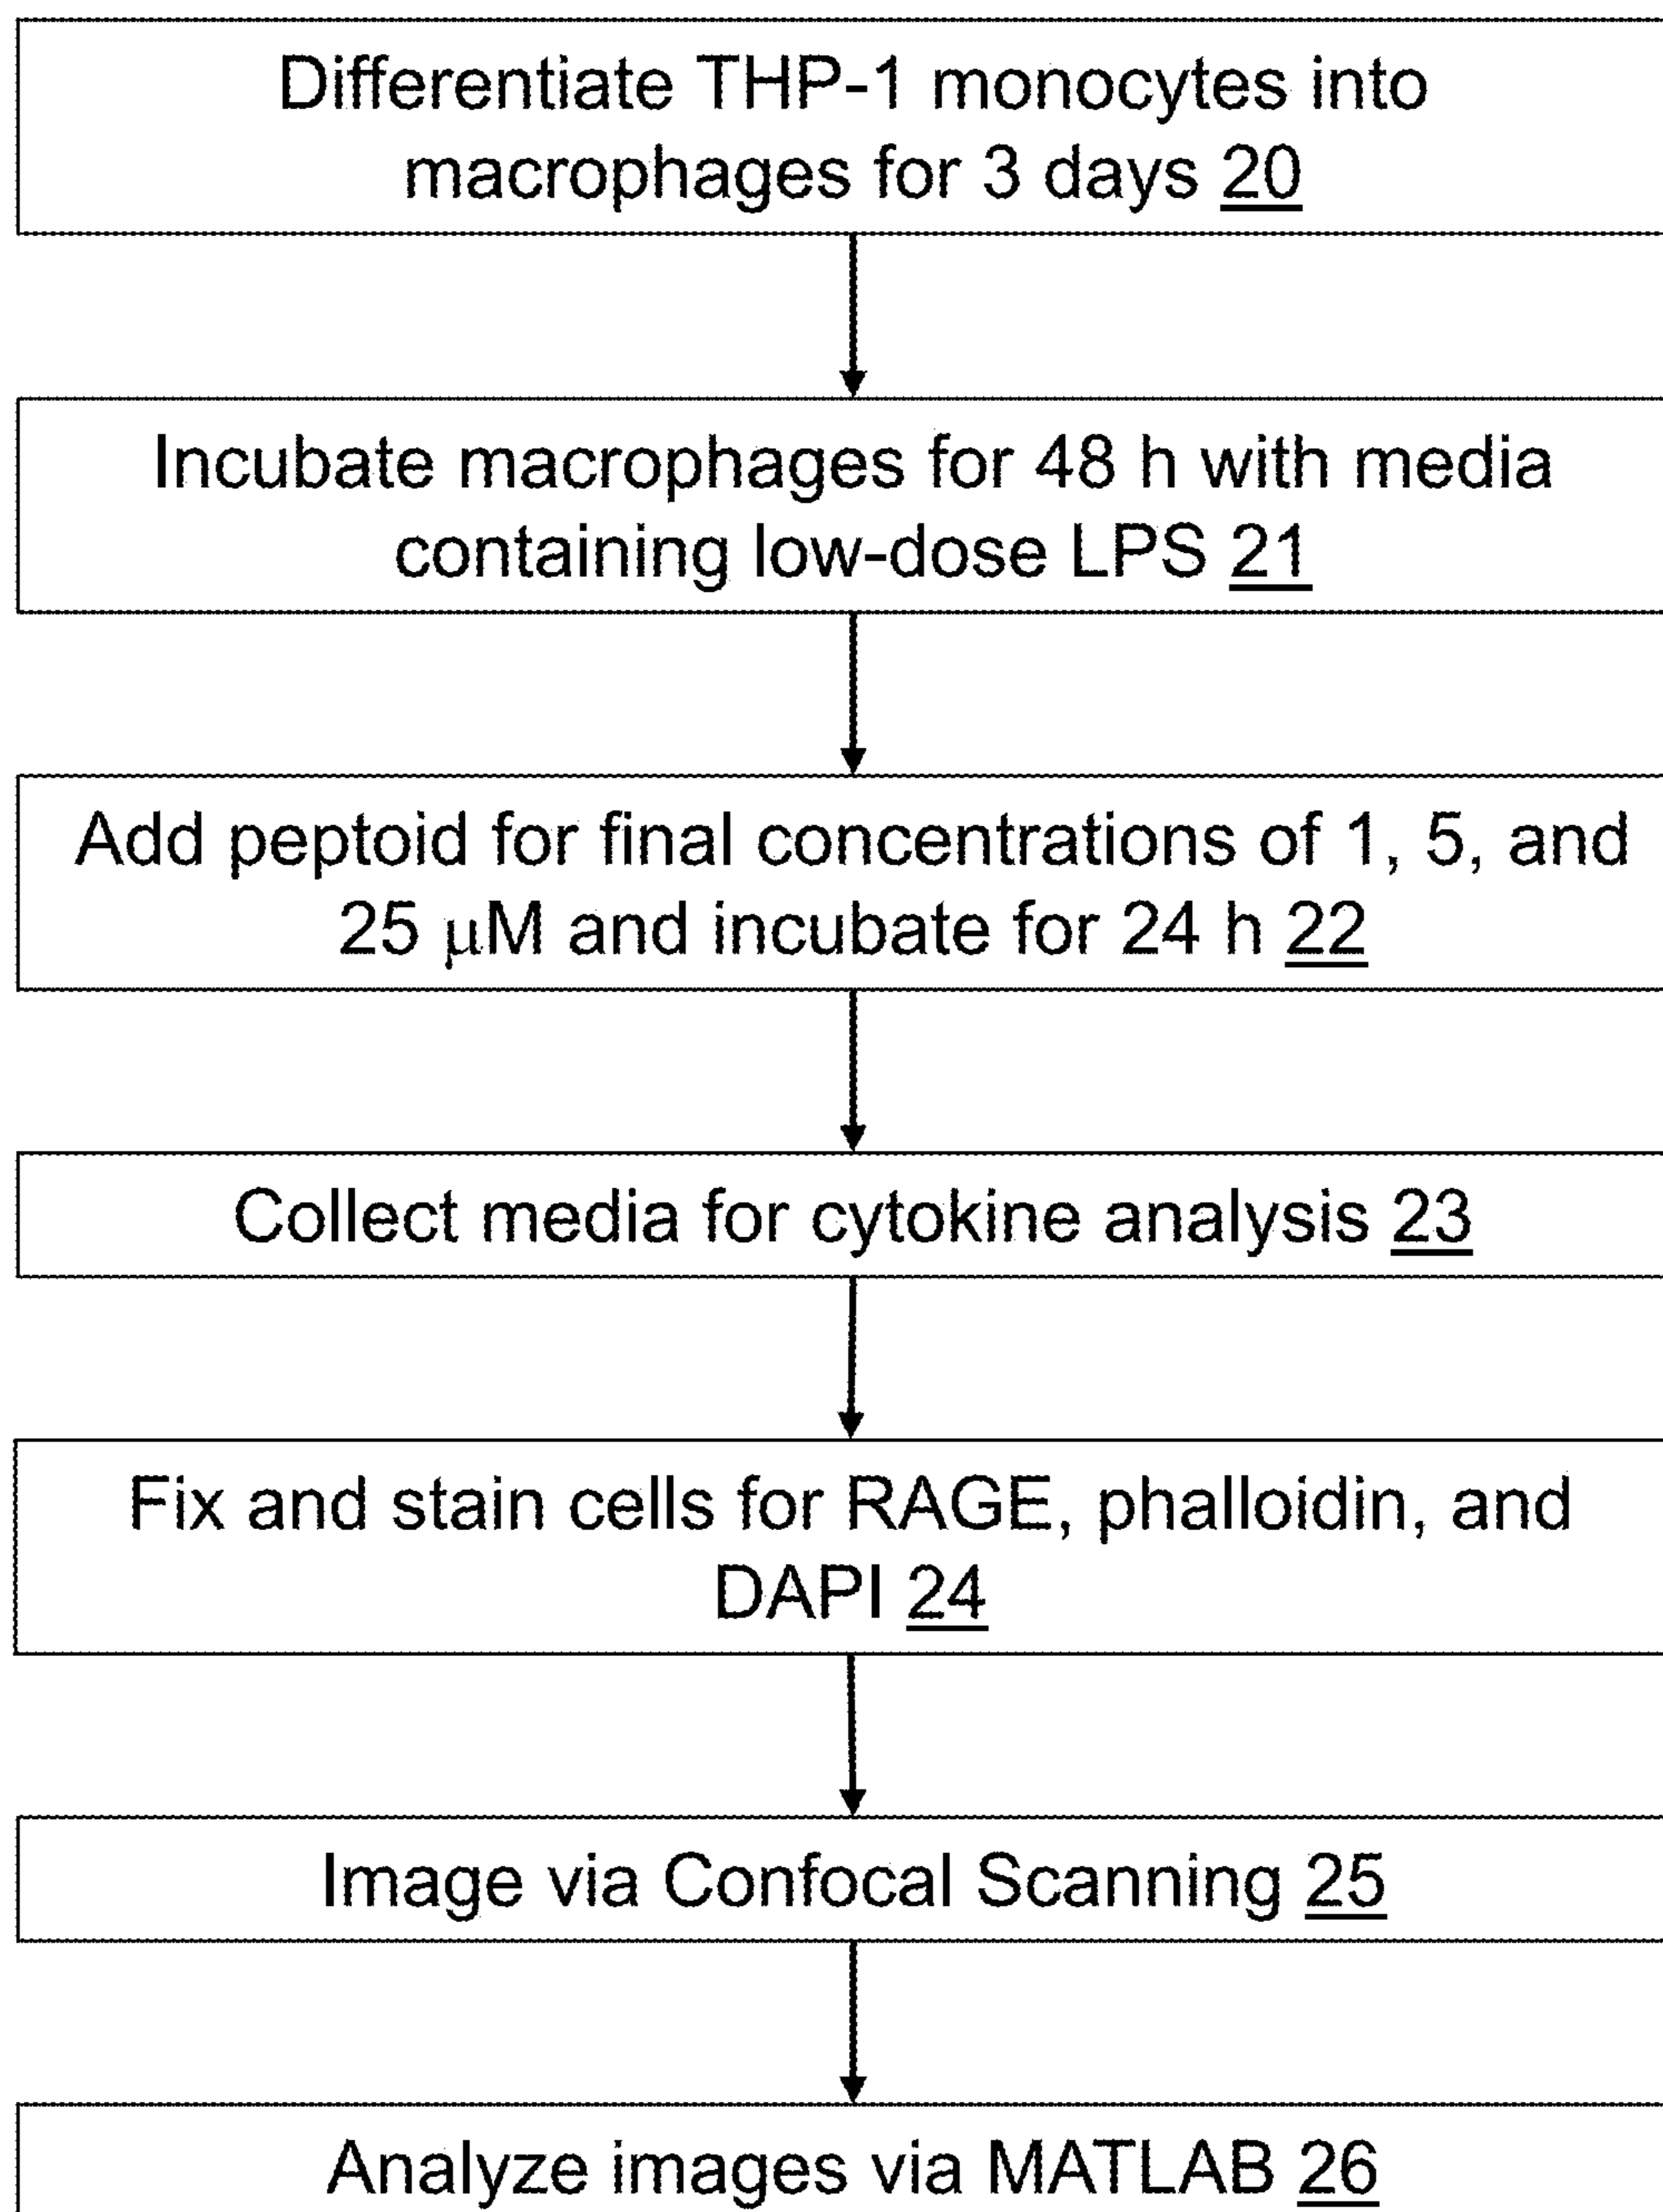 Differentiate THP-1 monocytes into
macrophages for 3 days 20
Incubate macrophages for 48 h with media
containing low-dose LPS 21
Add peptoid for final concentrations of 1, 5, and
25 μM and incubate for 24 h 22
Collect media for cytokine analysis 23
Fix and stain cells for RAGE, phalloidin, and
DAPI 24
Image via Confocal Scanning 25
Analyze images via MATLAB 26